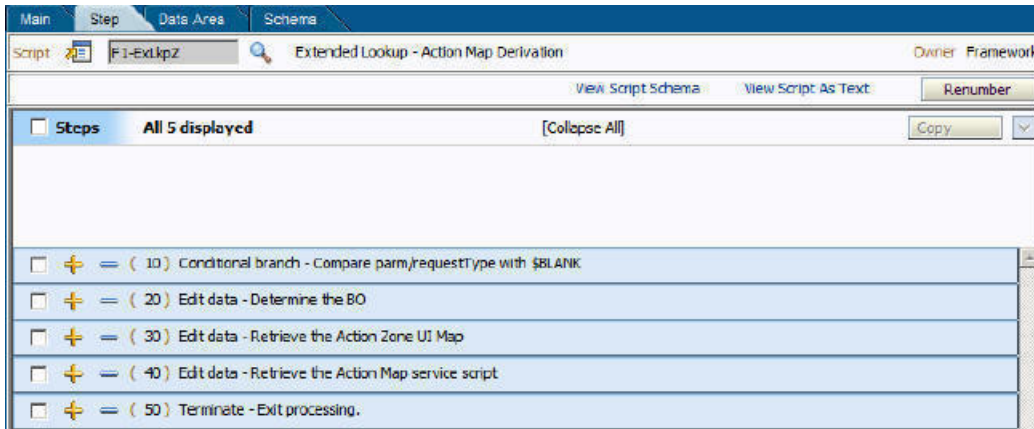 Main Step Data Area Schema
Script F1-ExLkpZ Extended Lookup - Action Map Derivation Owner Framework
View Script Schema View Script As Text Renumber
Steps All 5 displayed [Collapse All] Copy
( 10 ) Conditional branch - Compare parm/requestType with $BLANK
( 20 ) Edit data - Determine the BO
( 30 ) Edit data - Retrieve the Action Zone UI Map
( 40 ) Edit data - Retrieve the Action Map service script
( 50 ) Terminate - Exit processing.